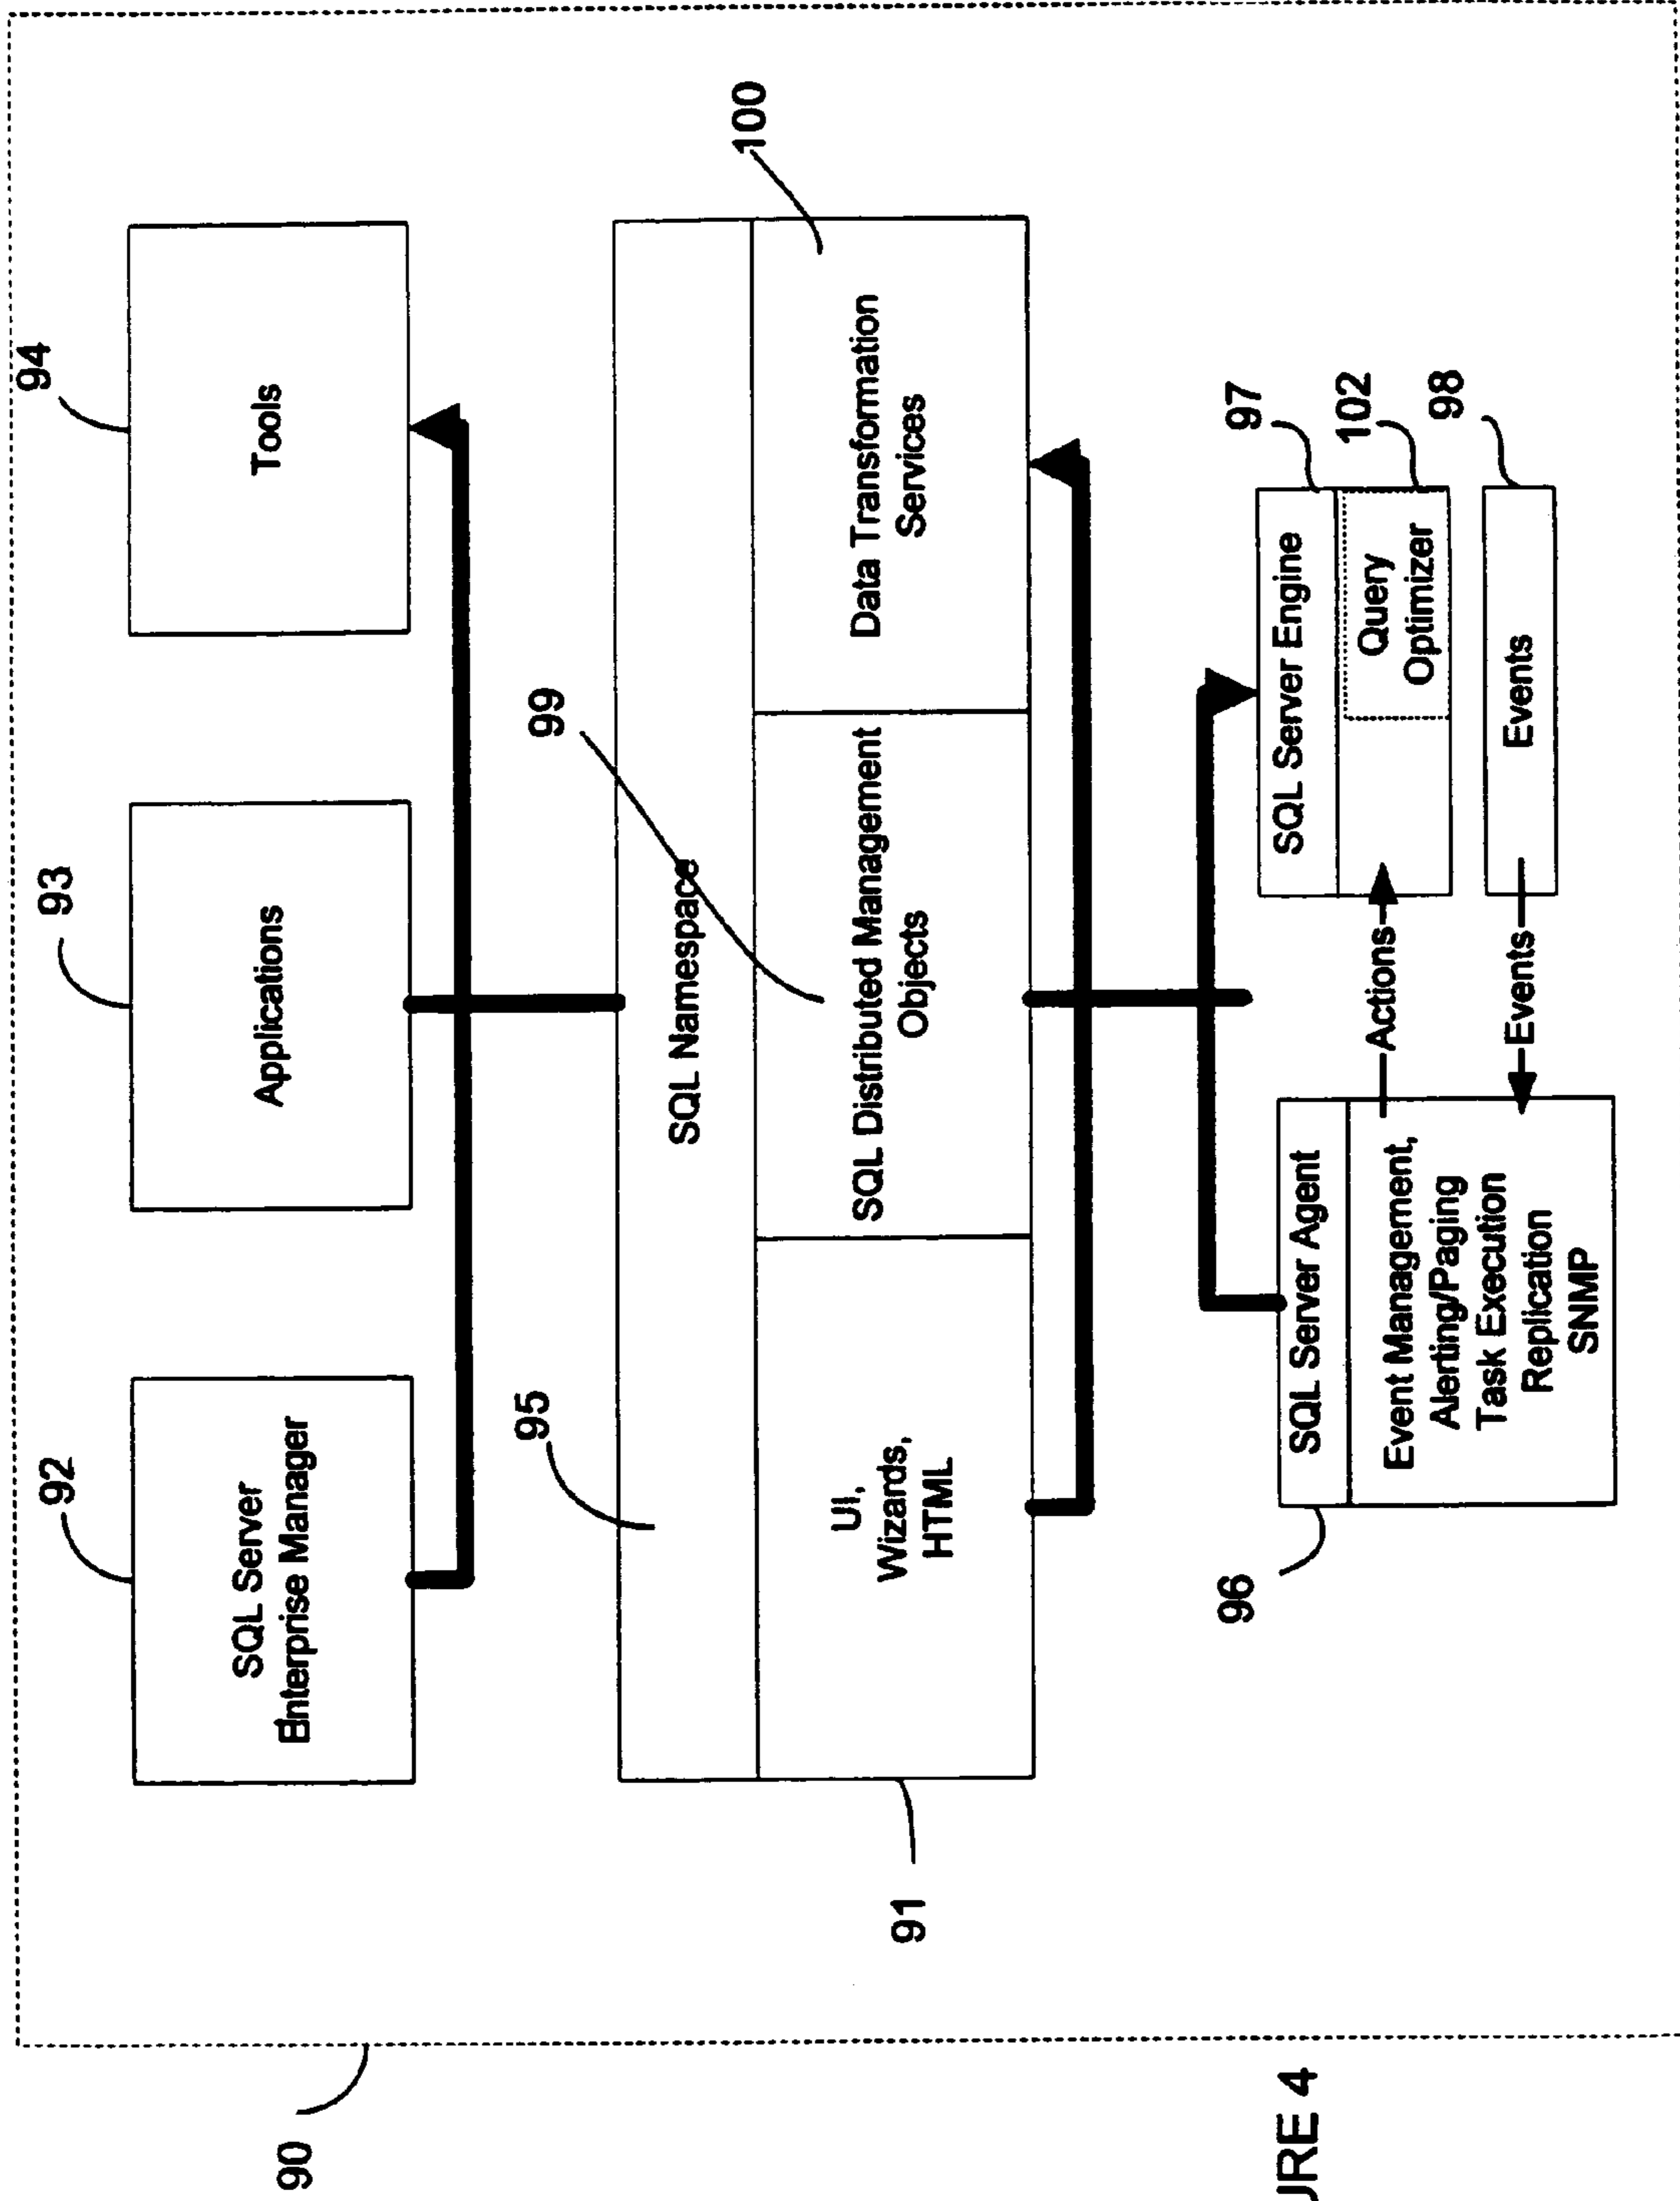 90
92
SQL Server
Enterprise Manager
93
Applications
94
Tools
95
SQL Namespace
99
100
91
UI,
Wizards,
HTML
SQL Distributed Management
Objects
Data Transformation
Services
96
SQL Server Agent
Event Management,
Alerting/Paging
Task Execution
Replication
SNMP
Actions
Events
97
SQL Server Engine
102
Query
Optimizer
98
Events
URE 4